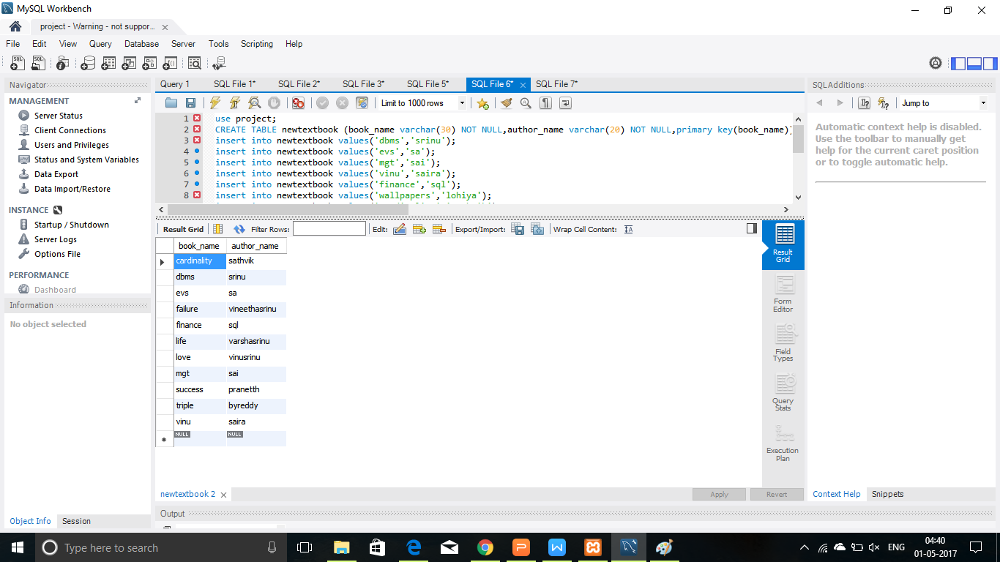 MySQL Workbench
project - Warning - not suppor...
File Edit View Query Database Server Tools Scripting Help
Navigator
MANAGEMENT
Server Status
Client Connections
Users and Privileges
Status and System Variables
Data Export
Data Import/Restore
INSTANCE
Startup / Shutdown
Server Logs
Options File
PERFORMANCE
Dashboard
Information
No object selected
Object Info Session
Query 1 SQL File 1* SQL File 2* SQL File 3* SQL File 5* SQL File 6* SQL File 7*
Limit to 1000 rows
1 use project;
2 CREATE TABLE newtextbook (book_name varchar(30) NOT NULL,author_name varchar(20) NOT NULL,primary key(book_name))
3 insert into newtextbook values('dbms','srinu');
4 insert into newtextbook values('evs','sa');
5 insert into newtextbook values('mgt','sai');
6 insert into newtextbook values('vinu','saira');
7 insert into newtextbook values('finance','sql');
8 insert into newtextbook values('wallpapers','lohiya');
Result Grid Filter Rows: Edit: Export/Import: Wrap Cell Content:
book_name author_name
cardinality sathvik
dbms srinu
evs sa
failure vineethasrinu
finance sql
life varshasrinu
love vinusrinu
mgt sai
success pranetth
triple byreddy
vinu saira
NULL NULL
Result
Grid
Form
Editor
Field
Types
Query
Stats
Execution
Plan
newtextbook 2
Apply Revert
Output
SQLAdditions
Jump to
Automatic context help is disabled.
Use the toolbar to manually get
help for the current caret position
or to toggle automatic help.
Context Help Snippets
Type here to search
ENG
04:40
01-05-2017